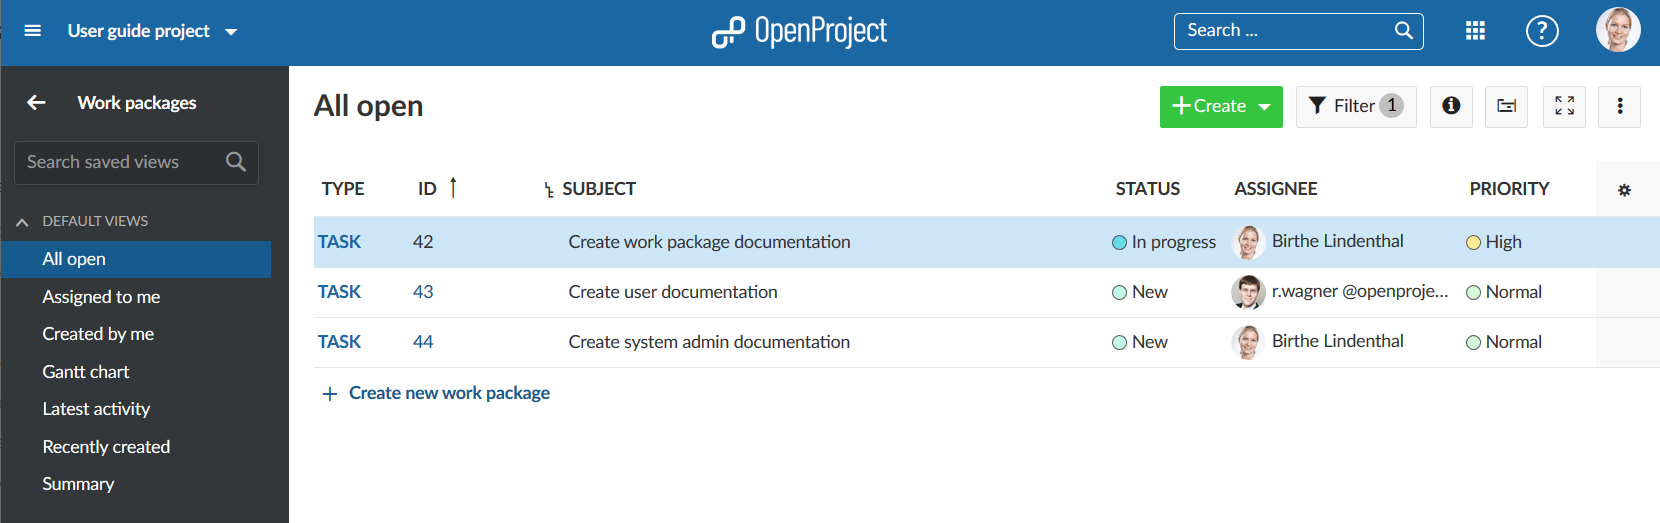 User guide project
OpenProject
Search ...
?
Work packages
Search saved views
DEFAULT VIEWS
All open
Assigned to me
Created by me
Gantt chart
Latest activity
Recently created
Summary
All open
+ Create
Filter 1
TYPE ID SUBJECT STATUS ASSIGNEE PRIORITY
TASK 42 Create work package documentation In progress Birthe Lindenthal High
TASK 43 Create user documentation New r.wagner @openproje... Normal
TASK 44 Create system admin documentation New Birthe Lindenthal Normal
+ Create new work package